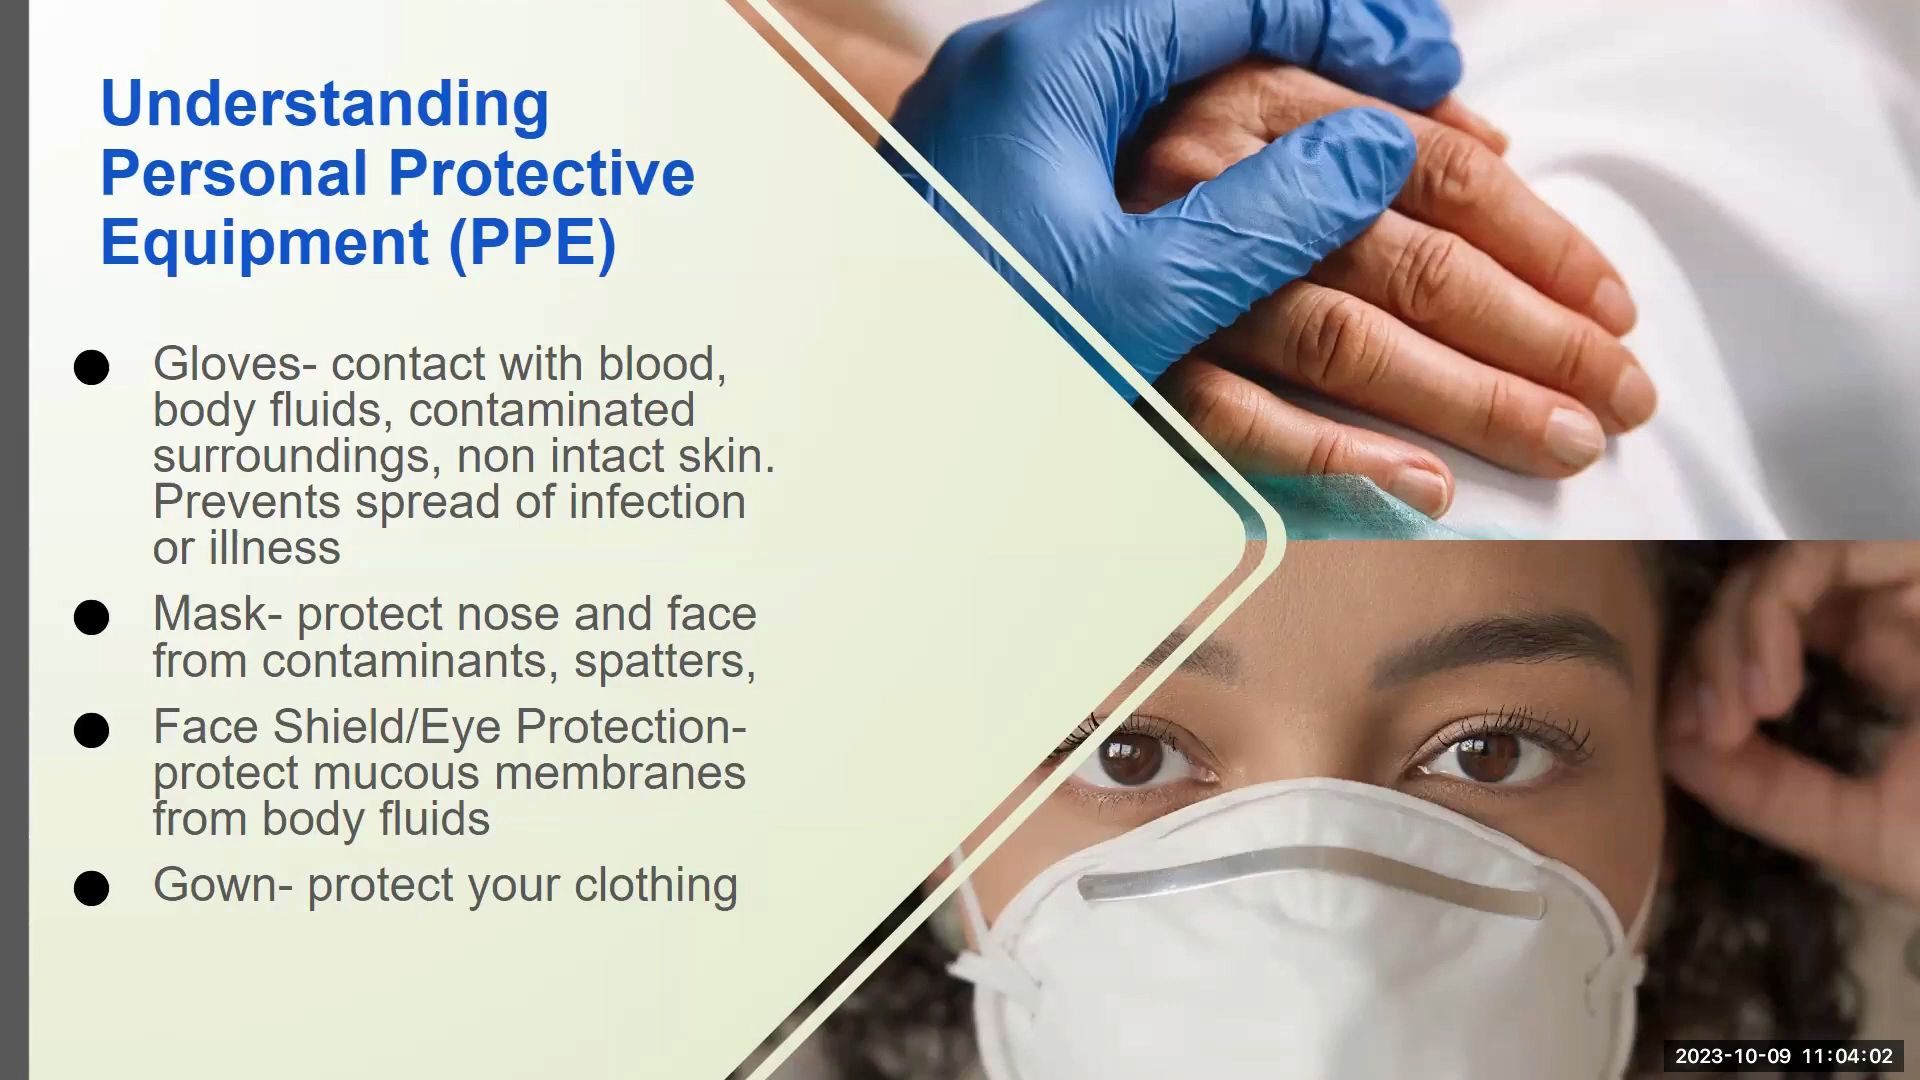 Understanding
Personal Protective
Equipment (PPE)
● Gloves- contact with blood,
body fluids, contaminated
surroundings, non intact skin.
Prevents spread of infection
or illness
● Mask- protect nose and face
from contaminants, spatters,
● Face Shield/Eye Protection-
protect mucous membranes
from body fluids
● Gown- protect your clothing
2023-10-09 11:04:02